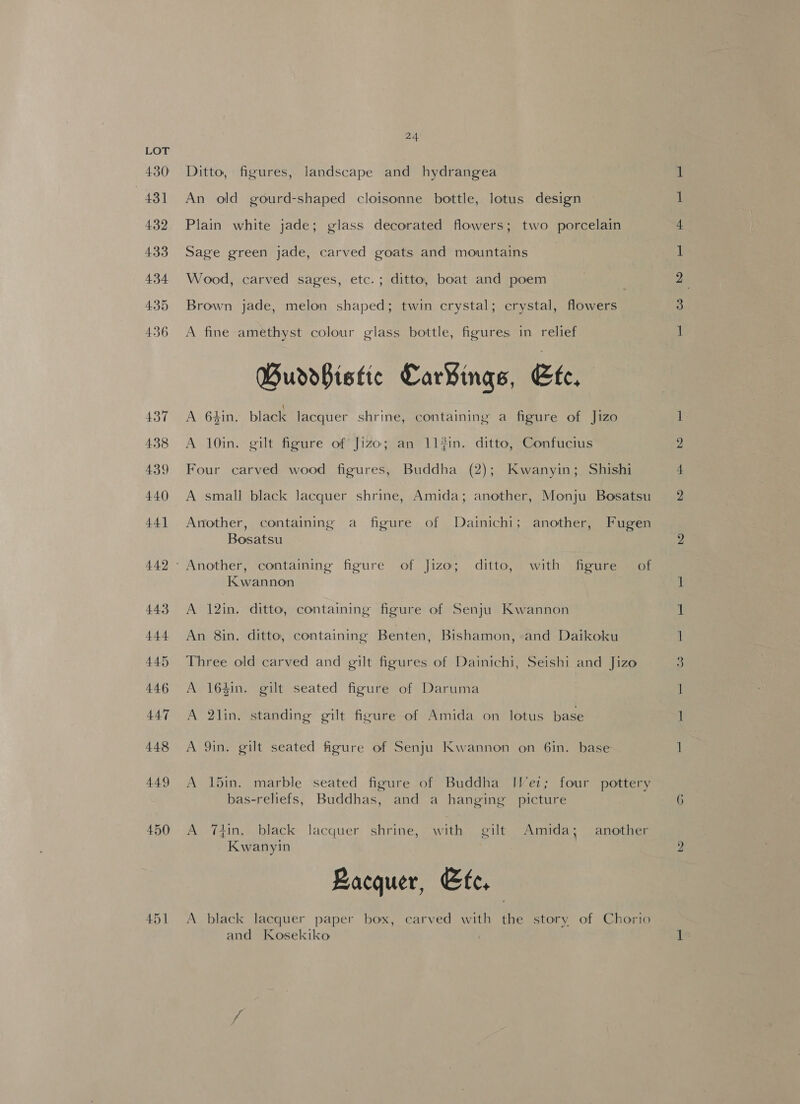 24
LOT
430 Ditto, figures, landscape and hydrangea 1
431 An old gourd-shaped cloisonne bottle, lotus design 1
432 Plain white jade; glass decorated flowers; two porcelain 4
433 Sage green jade, carved goats and mountains 1
434 Wood, carved sages, etc.; ditto, boat and poem 2
435 Brown jade, melon shaped; twin crystal; crystal, flowers 3
436 A fine amethyst colour glass bottle, figures in relief 1
Buddhistic Carvings, Etc.
437 A 6½in. black lacquer shrine, containing a figure of Jizo 1
438 A 10in. gilt figure of Jizo; an 11¾in. ditto, Confucius 2
439 Four carved wood figures, Buddha (2); Kwanyin; Shishi 4
440 A small black lacquer shrine, Amida; another, Monju Bosatsu 2
441 Another, containing a figure of Dainichi; another, Fugen
Bosatsu 2
442 Another, containing figure of Jizo; ditto, with figure of
Kwannon 1
443 A 12in. ditto, containing figure of Senju Kwannon 1
444 An 8in. ditto, containing Benten, Bishamon, and Daikoku 1
445 Three old carved and gilt figures of Dainichi, Seishi and Jizo 3
446 A 16½in. gilt seated figure of Daruma 1
447 A 21in. standing gilt figure of Amida on lotus base 1
448 A 9in. gilt seated figure of Senju Kwannon on 6in. base 1
449 A 15in. marble seated figure of Buddha Wei; four pottery
bas-reliefs, Buddhas, and a hanging picture 6
450 A 7½in. black lacquer shrine, with gilt Amida; another
Kwanyin 2
Lacquer, Etc.
451 A black lacquer paper box, carved with the story of Chorio
and Kosekiko 1